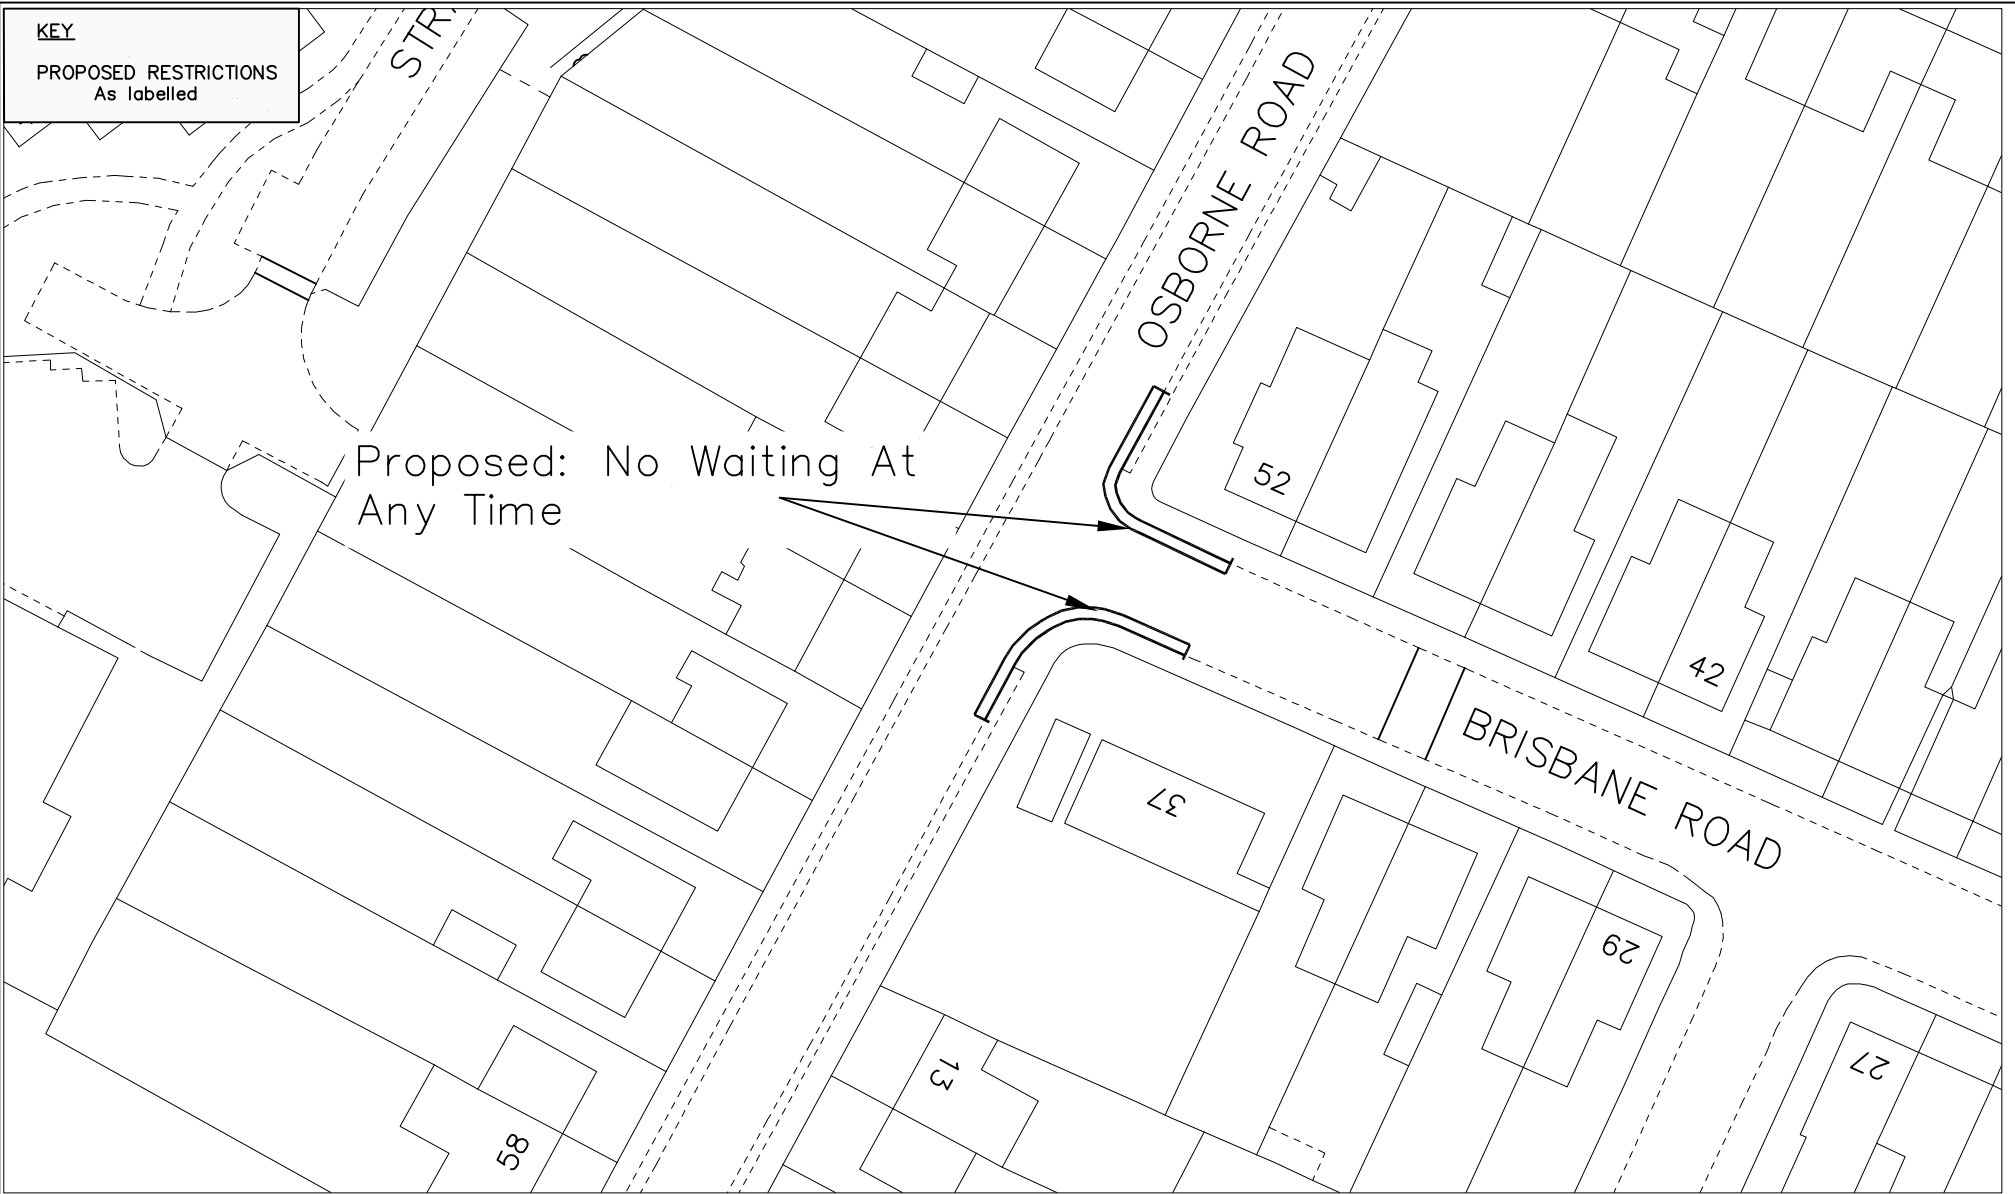 KEY
PROPOSED RESTRICTIONS
As labelled
OSBORNE ROAD
Proposed: No Waiting At
Any Time
52
42
BRISBANE ROAD
37
29
27
13
58